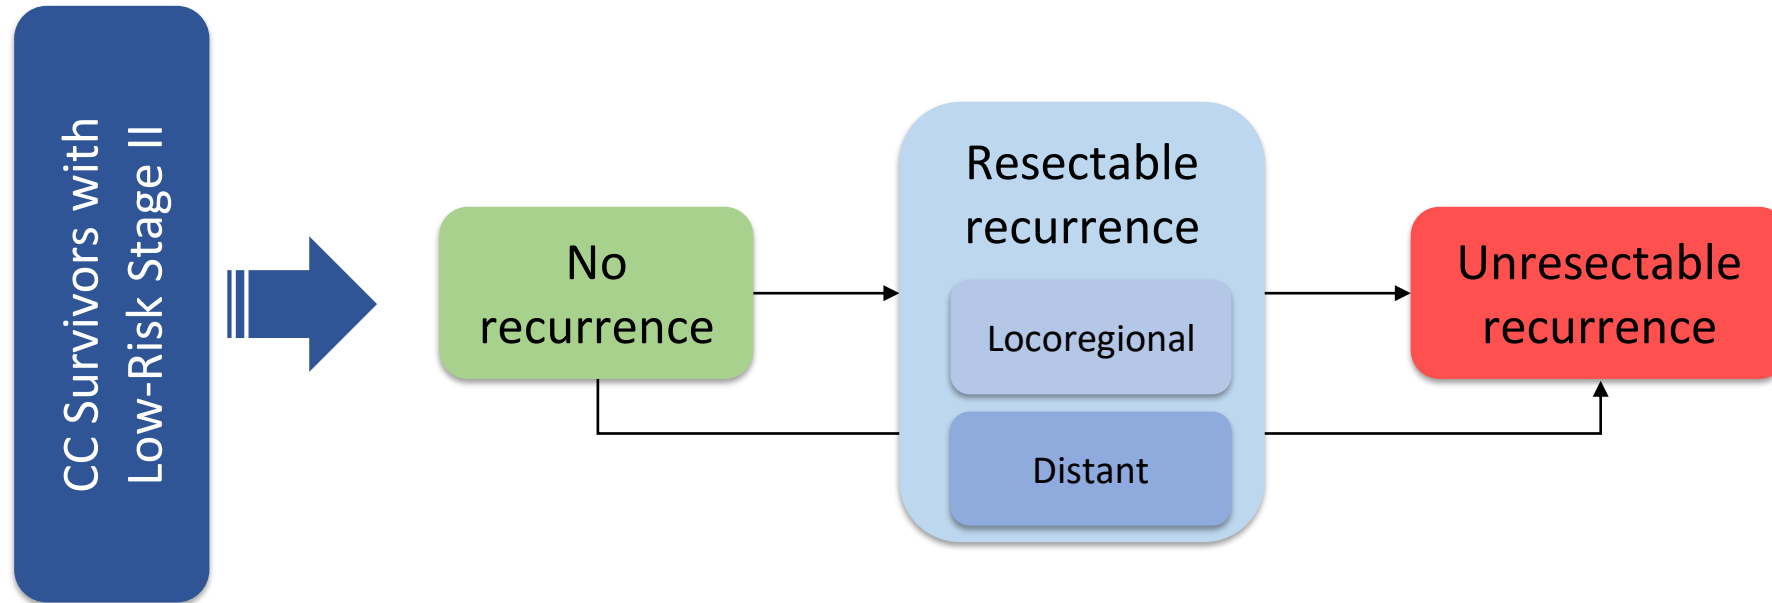 CC Survivors with
Low-Risk Stage II
No
recurrence
Resectable
recurrence
Locoregional
Distant
Unresectable
recurrence